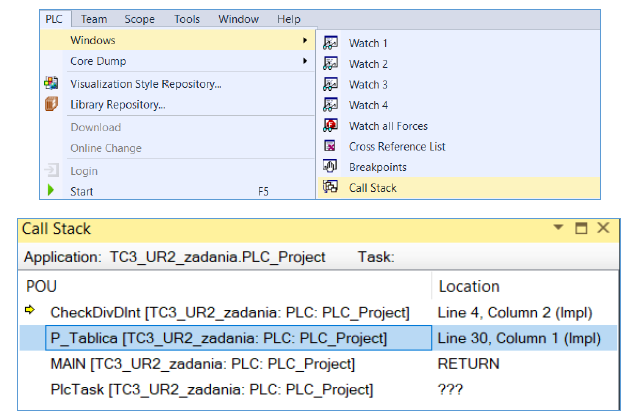 PLC Team Scope Tools Window Help
Windows
Core Dump
Visualization Style Repository...
Library Repository...
Download
Online Change
Login
Start F5
Watch 1
Watch 2
Watch 3
Watch 4
Watch all Forces
Cross Reference List
Breakpoints
Call Stack
Call Stack
Application: TC3_UR2_zadania.PLC_Project Task:
POU Location
CheckDivDInt [TC3_UR2_zadania: PLC: PLC_Project] Line 4, Column 2 (Impl)
P_Tablica [TC3_UR2_zadania: PLC: PLC_Project] Line 30, Column 1 (Impl)
MAIN [TC3_UR2_zadania: PLC: PLC_Project] RETURN
PlcTask [TC3_UR2_zadania: PLC: PLC_Project] ???